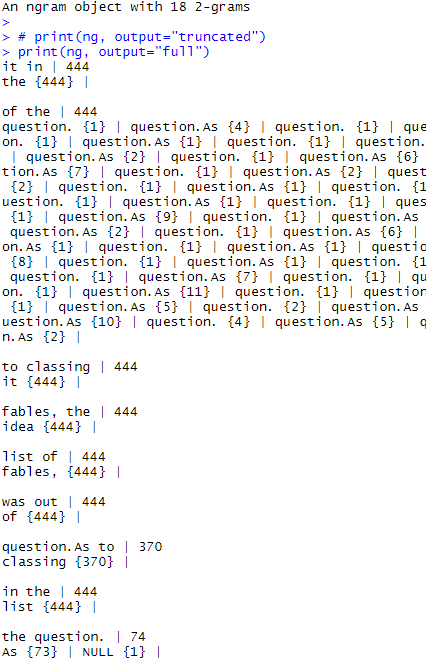 An ngram object with 18 2-grams
>
> # print(ng, output="truncated")
> print(ng, output="full")
it in | 444
the {444} |
of the | 444
question. {1} | question.As {4} | question. {1} | que
on. {1} | question.As {1} | question. {1} | question.
 | question.As {2} | question. {1} | question.As {6}
tion.As {7} | question. {1} | question.As {2} | quest
 {2} | question. {1} | question.As {1} | question. {1
uestion. {1} | question.As {1} | question. {1} | ques
 {1} | question.As {9} | question. {1} | question.As
 question.As {2} | question. {1} | question.As {6} |
on.As {1} | question. {1} | question.As {1} | questio
 {8} | question. {1} | question.As {1} | question. {1
 question. {1} | question.As {7} | question. {1} | qu
on. {1} | question.As {11} | question. {1} | question
 {1} | question.As {5} | question. {2} | question.As
uestion.As {10} | question. {4} | question.As {5} | q
n.As {2} |
to classing | 444
it {444} |
fables, the | 444
idea {444} |
list of | 444
fables, {444} |
was out | 444
of {444} |
question.As to | 370
classing {370} |
in the | 444
list {444} |
the question. | 74
As {73} | NULL {1} |